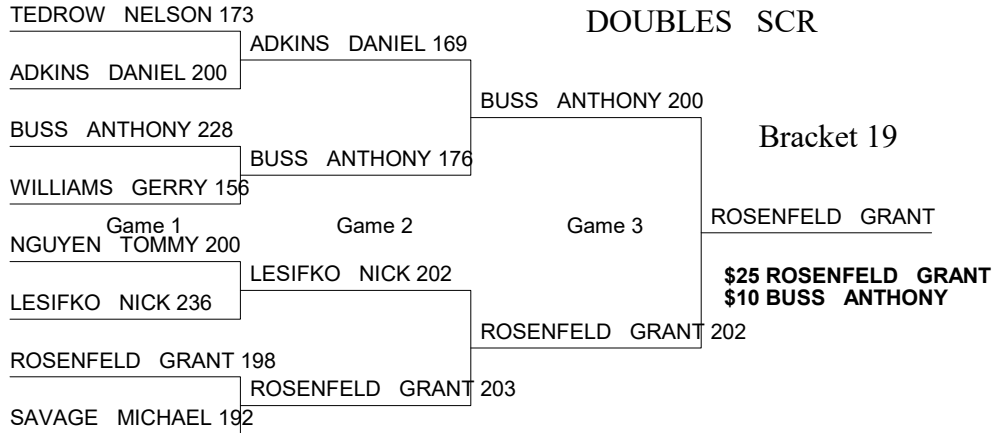 TEDROW NELSON 173
DOUBLES SCR
ADKINS DANIEL 169
ADKINS DANIEL 200
BUSS ANTHONY 200
BUSS ANTHONY 228
Bracket 19
BUSS ANTHONY 176
WILLIAMS GERRY 156
Game 1
Game 2
Game 3
ROSENFELD GRANT
NGUYEN TOMMY 200
LESIFKO NICK 202
$25 ROSENFELD GRANT
$10 BUSS ANTHONY
LESIFKO NICK 236
ROSENFELD GRANT 202
ROSENFELD GRANT 198
ROSENFELD GRANT 203
SAVAGE MICHAEL 192